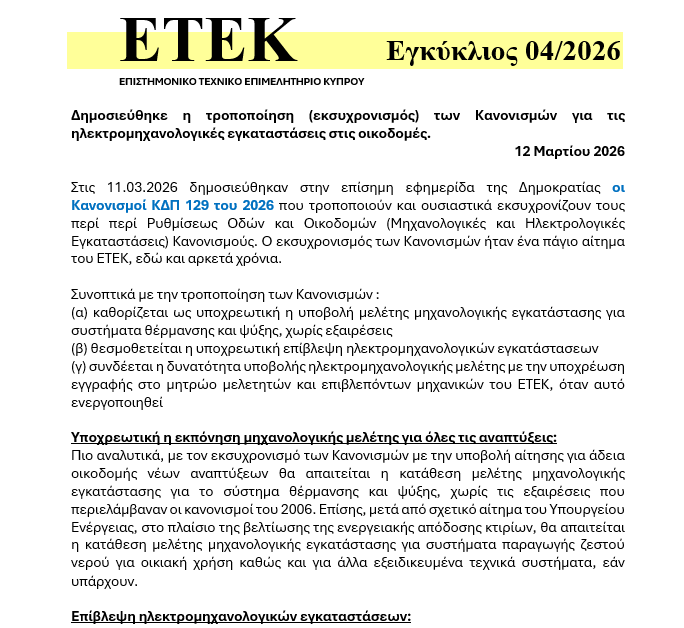 ΕΤΕΚ
Εγκύκλιος 04/2026
ΕΠΙΣΤΗΜΟΝΙΚΟ ΤΕΧΝΙΚΟ ΕΠΙΜΕΛΗΤΗΡΙΟ ΚΥΠΡΟΥ
Δημοσιεύθηκε η τροποποίηση (εκσυχρονισμός) των Κανονισμών για τις
ηλεκτρομηχανολογικές εγκαταστάσεις στις οικοδομές.
12 Μαρτίου 2026
Στις 11.03.2026 δημοσιεύθηκαν στην επίσημη εφημερίδα της Δημοκρατίας οι
Κανονισμοί ΚΔΠ 129 του 2026 που τροποποιούν και ουσιαστικά εκσυχρονίζουν τους
περί περί Ρυθμίσεως Οδών και Οικοδομών (Μηχανολογικές και Ηλεκτρολογικές
Εγκαταστάσεις) Κανονισμούς. Ο εκσυχρονισμός των Κανονισμών ήταν ένα πάγιο αίτημα
του ΕΤΕΚ, εδώ και αρκετά χρόνια.
Συνοπτικά με την τροποποίηση των Κανονισμών :
(α) καθορίζεται ως υποχρεωτική η υποβολή μελέτης μηχανολογικής εγκατάστασης για
συστήματα θέρμανσης και ψύξης, χωρίς εξαιρέσεις
(β) θεσμοθετείται η υποχρεωτική επίβλεψη ηλεκτρομηχανολογικών εγκατάστασεων
(γ) συνδέεται η δυνατότητα υποβολής ηλεκτρομηχανολογικής μελέτης με την υποχρέωση
εγγραφής στο μητρώο μελετητών και επιβλεπόντων μηχανικών του ΕΤΕΚ, όταν αυτό
ενεργοποιηθεί
Υποχρεωτική η εκπόνηση μηχανολογικής μελέτης για όλες τις αναπτύξεις:
Πιο αναλυτικά, με τον εκσυχρονισμό των Κανονισμών με την υποβολή αίτησης για άδεια
οικοδομής νέων αναπτύξεων θα απαιτείται η κατάθεση μελέτης μηχανολογικής
εγκατάστασης για το σύστημα θέρμανσης και ψύξης, χωρίς τις εξαιρέσεις που
περιελάμβαναν οι κανονισμοί του 2006. Επίσης, μετά από σχετικό αίτημα του Υπουργείου
Ενέργειας, στο πλαίσιο της βελτίωσης της ενεργειακής απόδοσης κτιρίων, θα απαιτείται
η κατάθεση μελέτης μηχανολογικής εγκατάστασης για συστήματα παραγωγής ζεστού
νερού για οικιακή χρήση καθώς και για άλλα εξειδικευμένα τεχνικά συστήματα, εάν
υπάρχουν.
Επίβλεψη ηλεκτρομηχανολογικών εγκαταστάσεων: